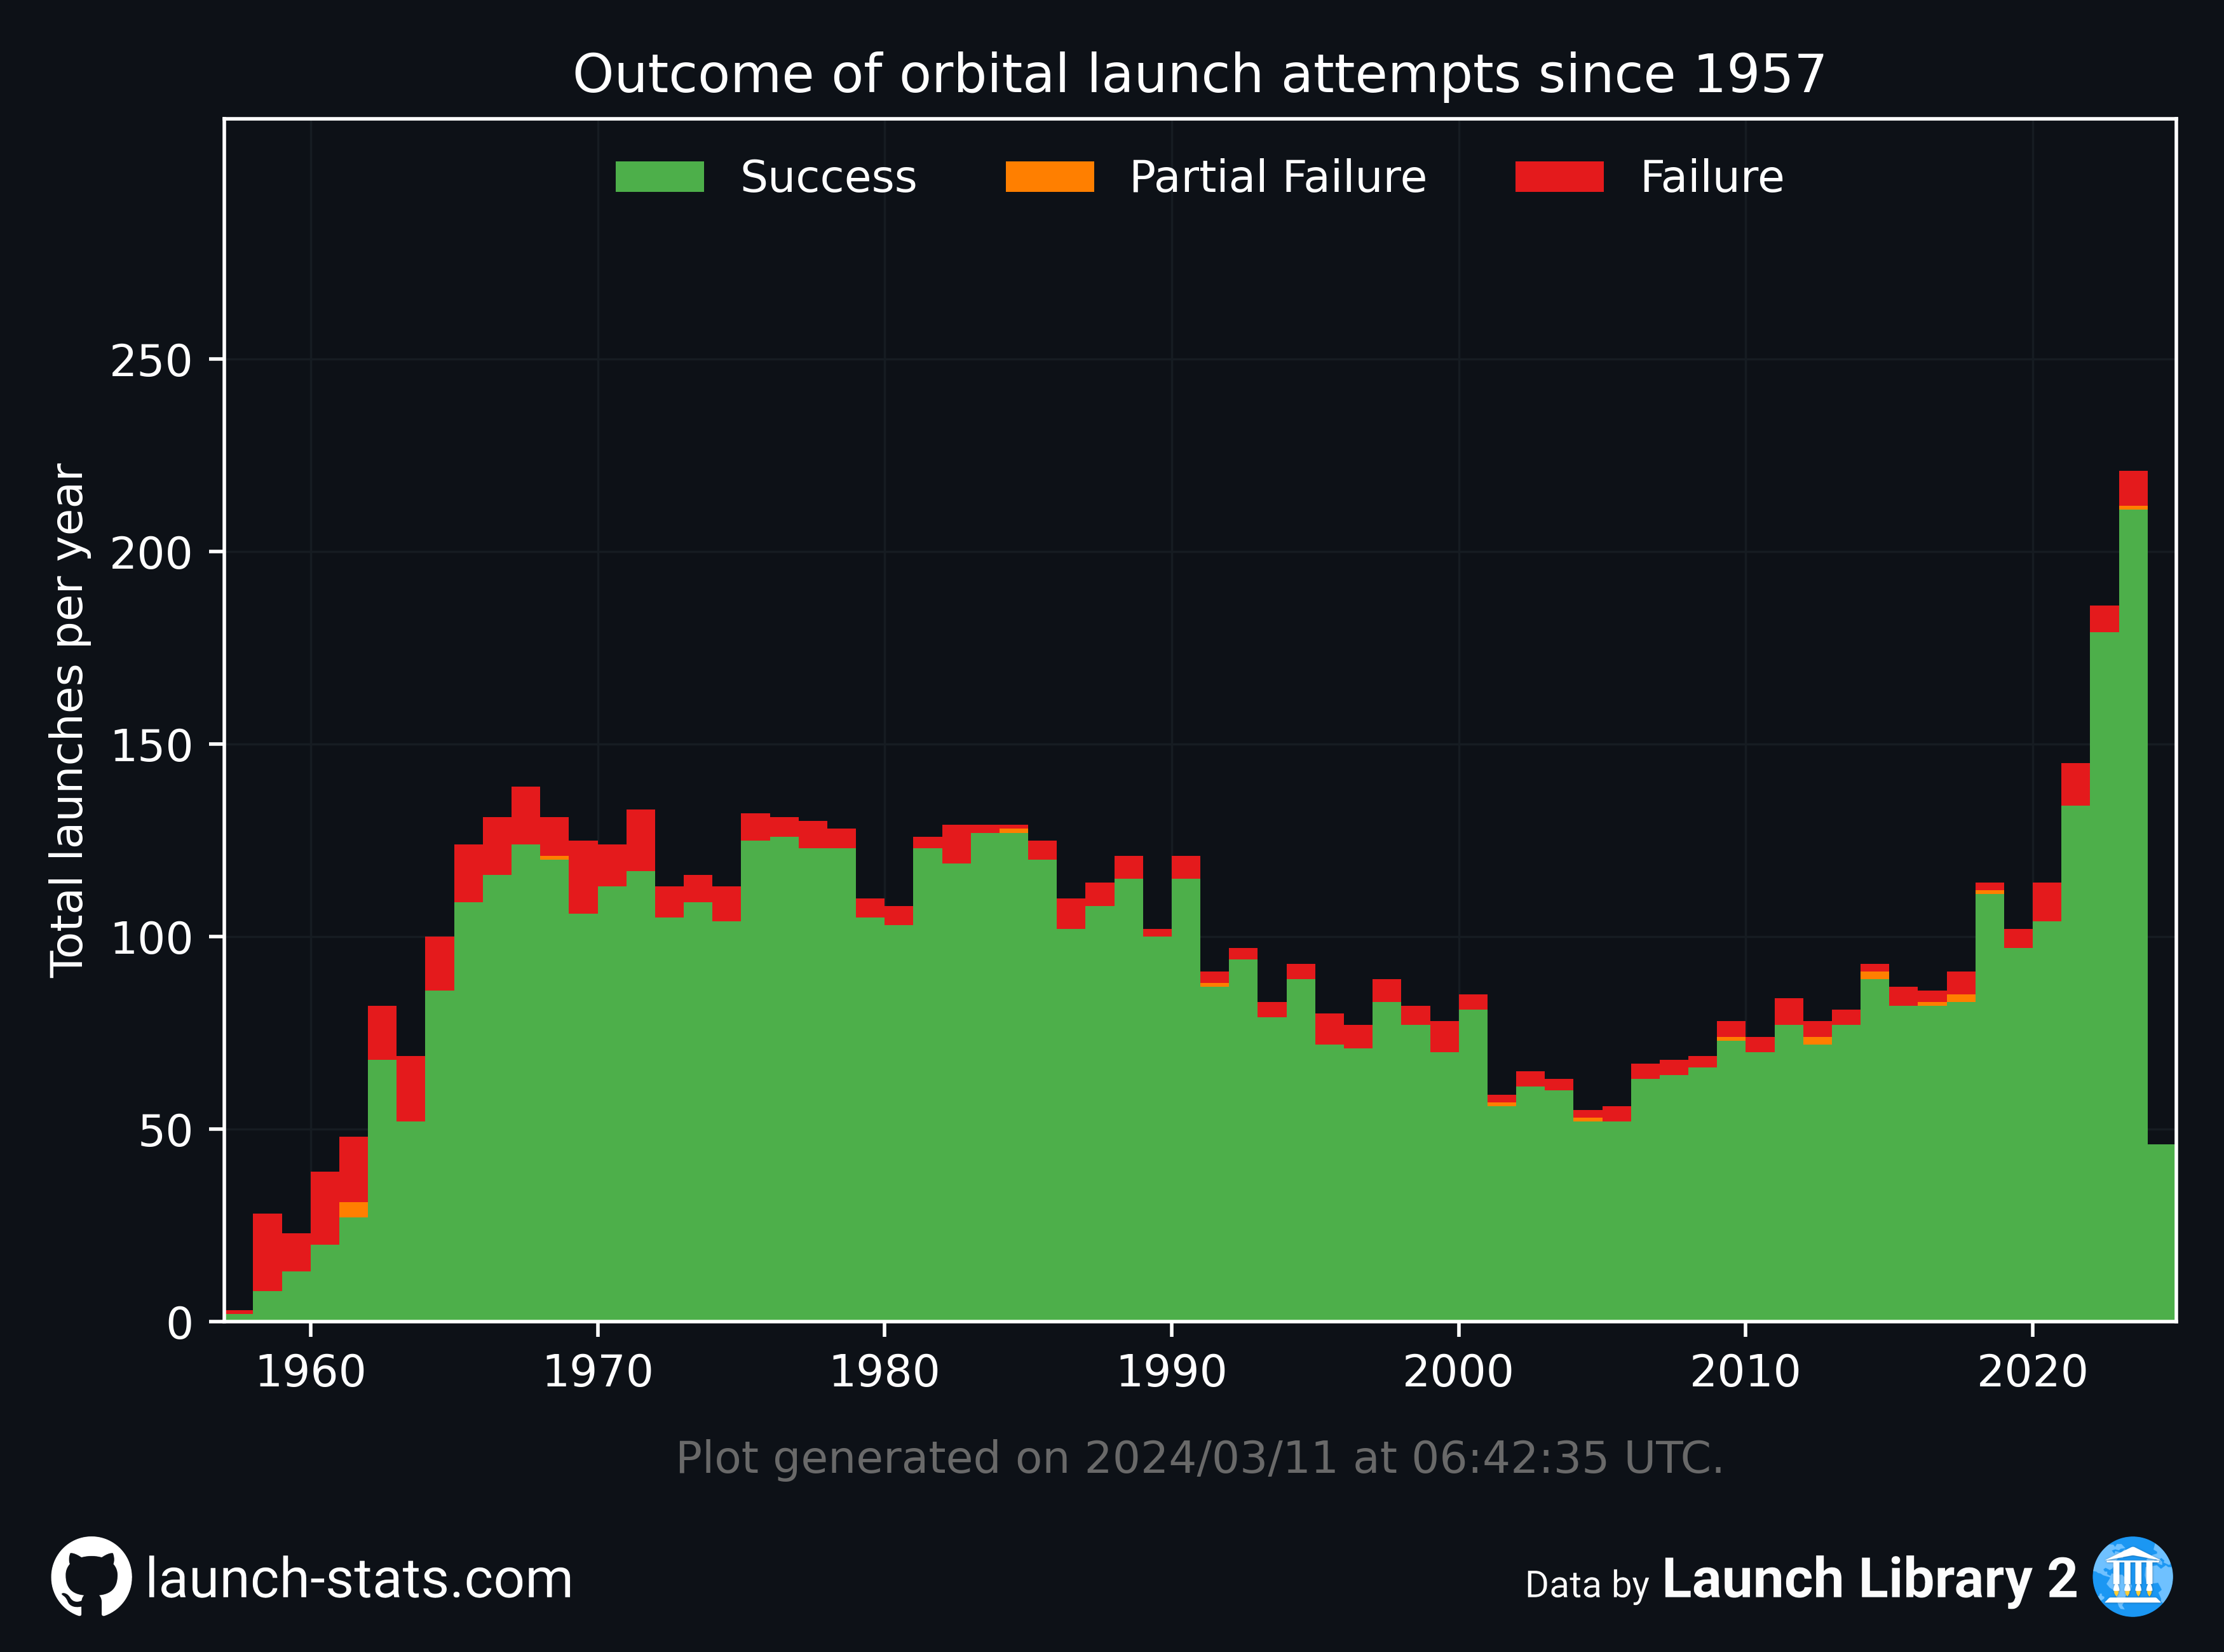 Outcome of orbital launch attempts since 1957
Success Partial Failure Failure
Total launches per year
250
200
150
100
50
0
1960 1970 1980 1990 2000 2010 2020
Plot generated on 2024/03/11 at 06:42:35 UTC.
launch-stats.com
Data by Launch Library 2